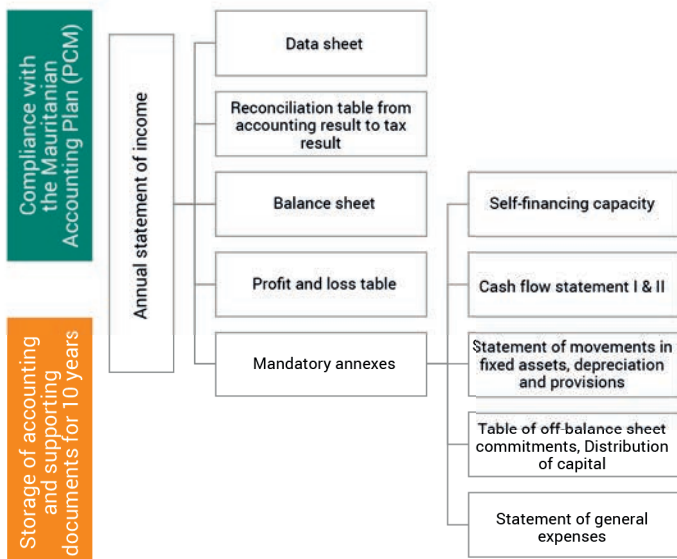 Compliance with
the Mauritanian
Accounting Plan (PCM)
Storage of accounting
and supporting
documents for 10 years
Annual statement of income
Data sheet
Reconciliation table from
accounting result to tax
result
Balance sheet
Profit and loss table
Mandatory annexes
Self-financing capacity
Cash flow statement I & II
Statement of movements in
fixed assets, depreciation
and provisions
Table of off-balance sheet
commitments, Distribution
of capital
Statement of general
expenses